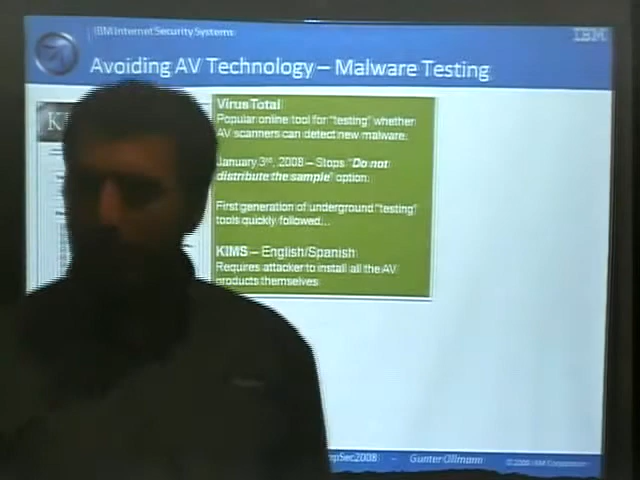 IBM Internet Security Systems
IBM
Avoiding AV Technology – Malware Testing
K
VirusTotal
Popular online tool for "testing" whether
AV scanners can detect new malware.
January 3rd, 2008 – Stops "Do not
distribute the sample" option.
First generation of underground "testing"
tools quickly followed...
KIMS – English/Spanish
Requires attacker to install all the AV
products themselves
pSec2008 – Gunter Ollmann
© 2008 IBM Corporation